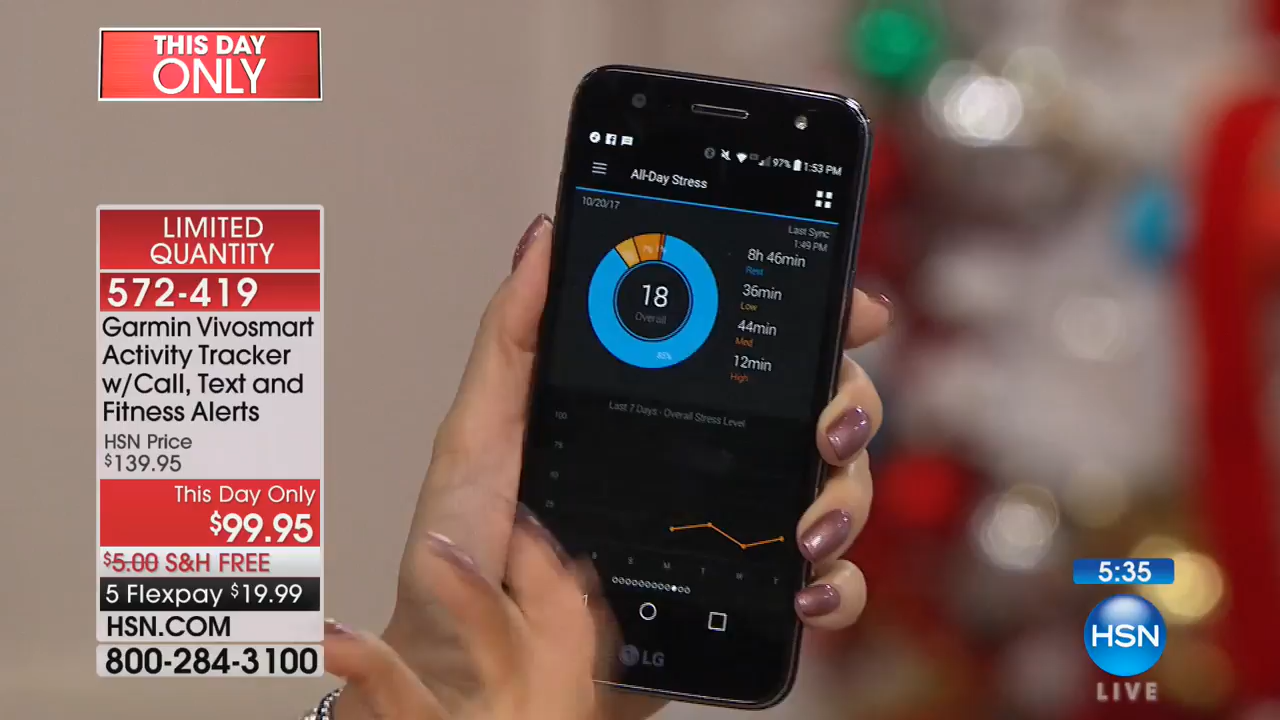 THIS DAY
ONLY
LIMITED
QUANTITY
572-419
Garmin Vivosmart
Activity Tracker
w/Call, Text and
Fitness Alerts
HSN Price
$139.95
This Day Only
$99.95
$5.00 S&H FREE
5 Flexpay $19.99
HSN.COM
800-284-3100
97% 1:53 PM
All-Day Stress
10/20/17
Last Sync
1:49 PM
8h 46min
Rest
36min
Low
44min
Med
12min
High
18
Overall
85%
Last 7 Days - Overall Stress Level
100
75
50
25
S M T W
LG
5:35
HSN
LIVE